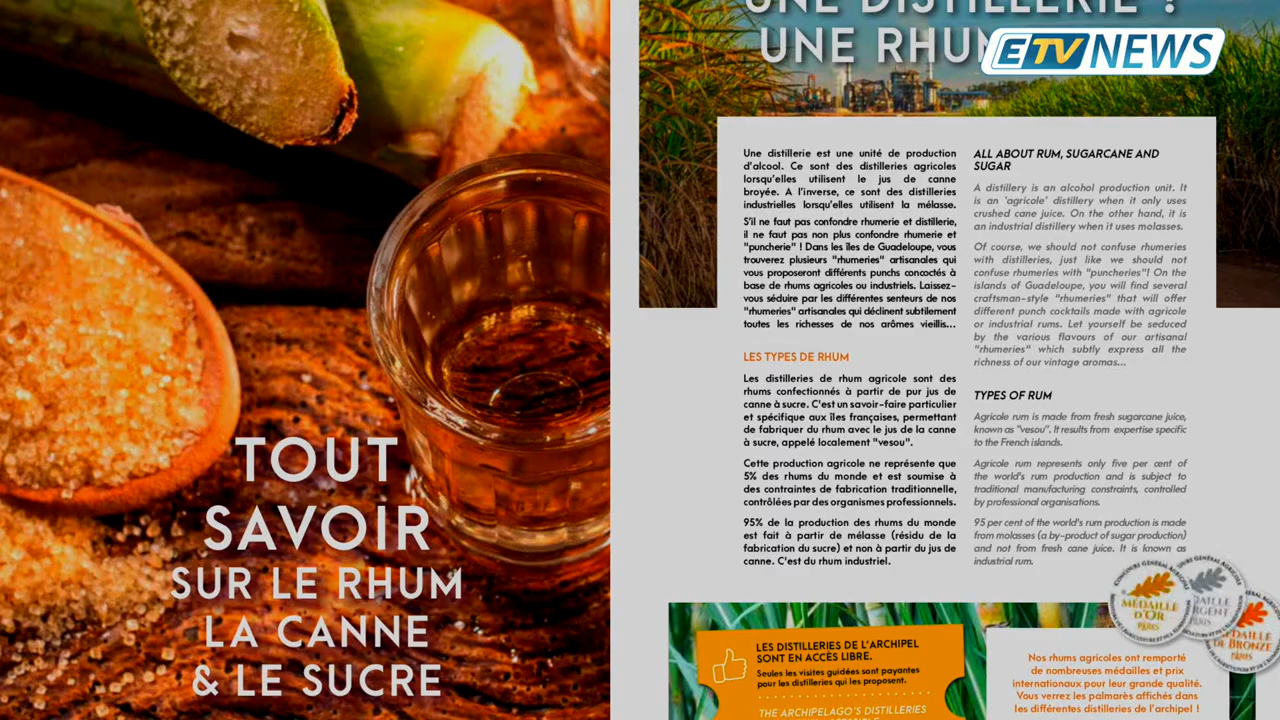 TOUT
SAVOIR
SUR LE RHUM
LA CANNE
& LE SUCRE
UNE DISTILLERIE ?
UNE
ETV NEWS
Une distillerie est une unité de production
d'alcool. Ce sont des distilleries agricoles
lorsqu'elles utilisent le jus de canne
broyée. A l'inverse, ce sont des distilleries
industrielles lorsqu'elles utilisent la mélasse.
S'il ne faut pas confondre rhumerie et distillerie,
il ne faut pas non plus confondre rhumerie et
"puncherie" ! Dans les îles de Guadeloupe, vous
trouverez plusieurs "rhumeries" artisanales qui
vous proposeront différents punchs concoctés à
base de rhums agricoles ou industriels. Laissez-
vous séduire par les différentes senteurs de nos
"rhumeries" artisanales qui déclinent subtilement
toutes les richesses de nos arômes vieillis...
LES TYPES DE RHUM
Les distilleries de rhum agricole sont des
rhums confectionnés à partir de pur jus de
canne à sucre. C'est un savoir-faire particulier
et spécifique aux îles françaises, permettant
de fabriquer du rhum avec le jus de la canne
à sucre, appelé localement "vesou".
Cette production agricole ne représente que
5% des rhums du monde et est soumise à
des contraintes de fabrication traditionnelle,
contrôlées par des organismes professionnels.
95% de la production des rhums du monde
est fait à partir de mélasse (résidu de la
fabrication du sucre) et non à partir du jus de
canne. C'est du rhum industriel.
ALL ABOUT RUM, SUGARCANE AND
SUGAR
A distillery is an alcohol production unit. It
is an 'agricole' distillery when it only uses
crushed cane juice. On the other hand, it is
an industrial distillery when it uses molasses.
Of course, we should not confuse rhumeries
with distilleries, just like we should not
confuse rhumeries with "puncheries"! On the
islands of Guadeloupe, you will find several
craftsman-style "rhumeries" that will offer
different punch cocktails made with agricole
or industrial rums. Let yourself be seduced
by the various flavours of our artisanal
"rhumeries" which subtly express all the
richness of our vintage aromas...
TYPES OF RUM
Agricole rum is made from fresh sugarcane juice,
known as "vesou". It results from expertise specific
to the French islands.
Agricole rum represents only five per cent of
the world's rum production and is subject to
traditional manufacturing constraints, controlled
by professional organisations.
95 per cent of the world's rum production is made
from molasses (a by-product of sugar production)
and not from fresh cane juice. It is known as
industrial rum.
LES DISTILLERIES DE L'ARCHIPEL
SONT EN ACCÈS LIBRE.
Seules les visites guidées sont payantes
pour les distilleries qui les proposent.
THE ARCHIPELAGO'S DISTILLERIES
CONCOURS GÉNÉRAL AGRICOLE
MÉDAILLE
D'OR
PARIS
MÉDAILLE
DE BRONZE
PARIS
Nos rhums agricoles ont remporté
de nombreuses médailles et prix
internationaux pour leur grande qualité.
Vous verrez les palmarès affichés dans
les différentes distilleries de l'archipel !